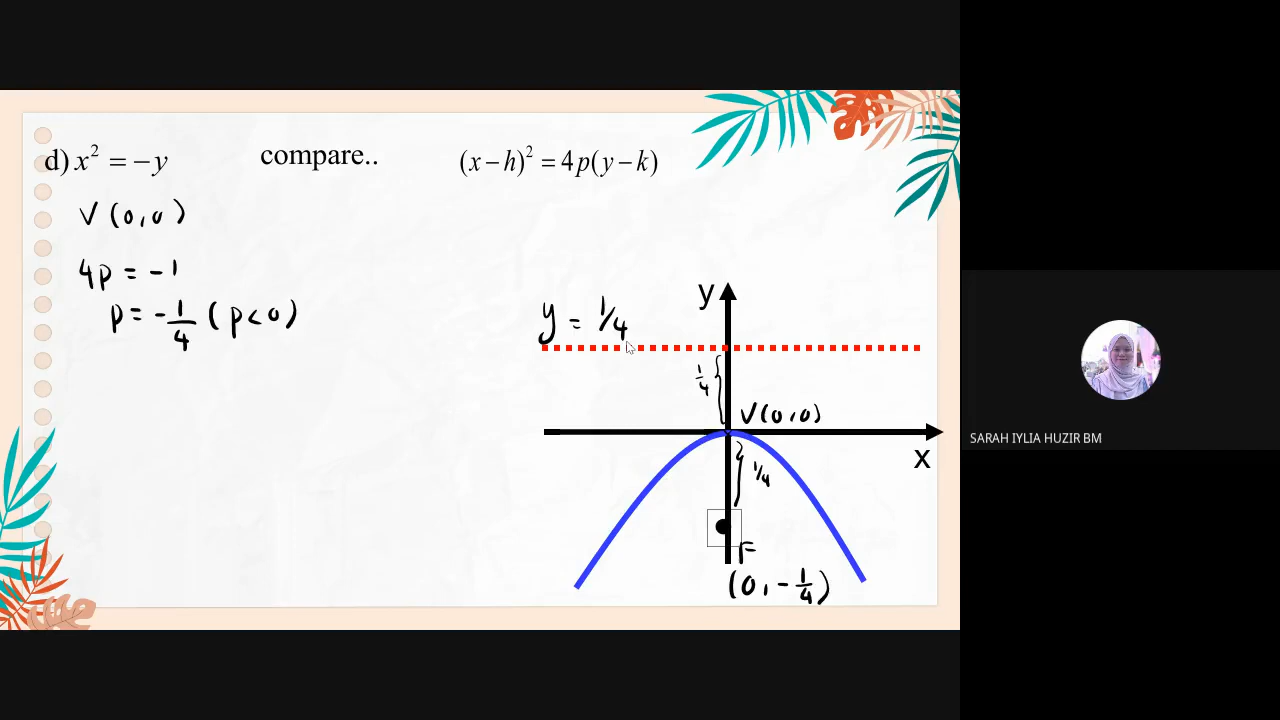 d) x² = −y compare.. (x − h)² = 4p(y − k)
V (0, 0)
4p = −1
p = −1/4 (p < 0)
y
y = 1/4
1/4
V(0, 0)
x
1/4
F
(0, −1/4)
SARAH IYLIA HUZIR BM